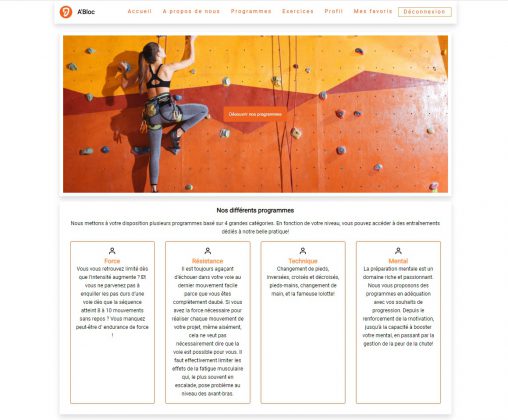 A'Bloc
Accueil A propos de nous Programmes Exercices Profil Mes favoris Déconnexion
Découvrir nos programmes
Nos différents programmes
Nous mettons à votre disposition plusieurs programmes basé sur 4 grandes catégories. En fonction de votre niveau, vous pouvez accéder à des entraînements
dédiés à notre belle pratique!
Force
Vous vous retrouvez limité dès
que l'intensité augmente ? Et
vous ne parvenez pas à
enquiller les pas durs d'une
voie dès que la séquence
atteint 8 à 10 mouvements
sans repos ? Vous manquez
peut-être d' endurance de force
!
Résistance
Il est toujours agaçant
d'échouer dans votre voie au
dernier mouvement facile
parce que vous êtes
complètement daubé. Si vous
avez la force nécessaire pour
réaliser chaque mouvement de
votre projet, même aisément,
cela ne veut pas
nécessairement dire que la
voie est possible pour vous. Il
faut effectivement limiter les
effets de la fatigue musculaire
qui, le plus souvent en
escalade, pose problème au
niveau des avant-bras.
Technique
Changement de pieds,
inversées, croisés et décroisés,
pieds-mains, changement de
main, et la fameuse lolotte!
Mental
La préparation mentale est un
domaine riche et passionnant.
Nous vous proposons des
programmes en adéquation
avec vos souhaits de
progression. Depuis le
renforcement de la motivation,
jusqu'à la capacité à booster
votre mental, en passant par la
gestion de la peur de la chute!